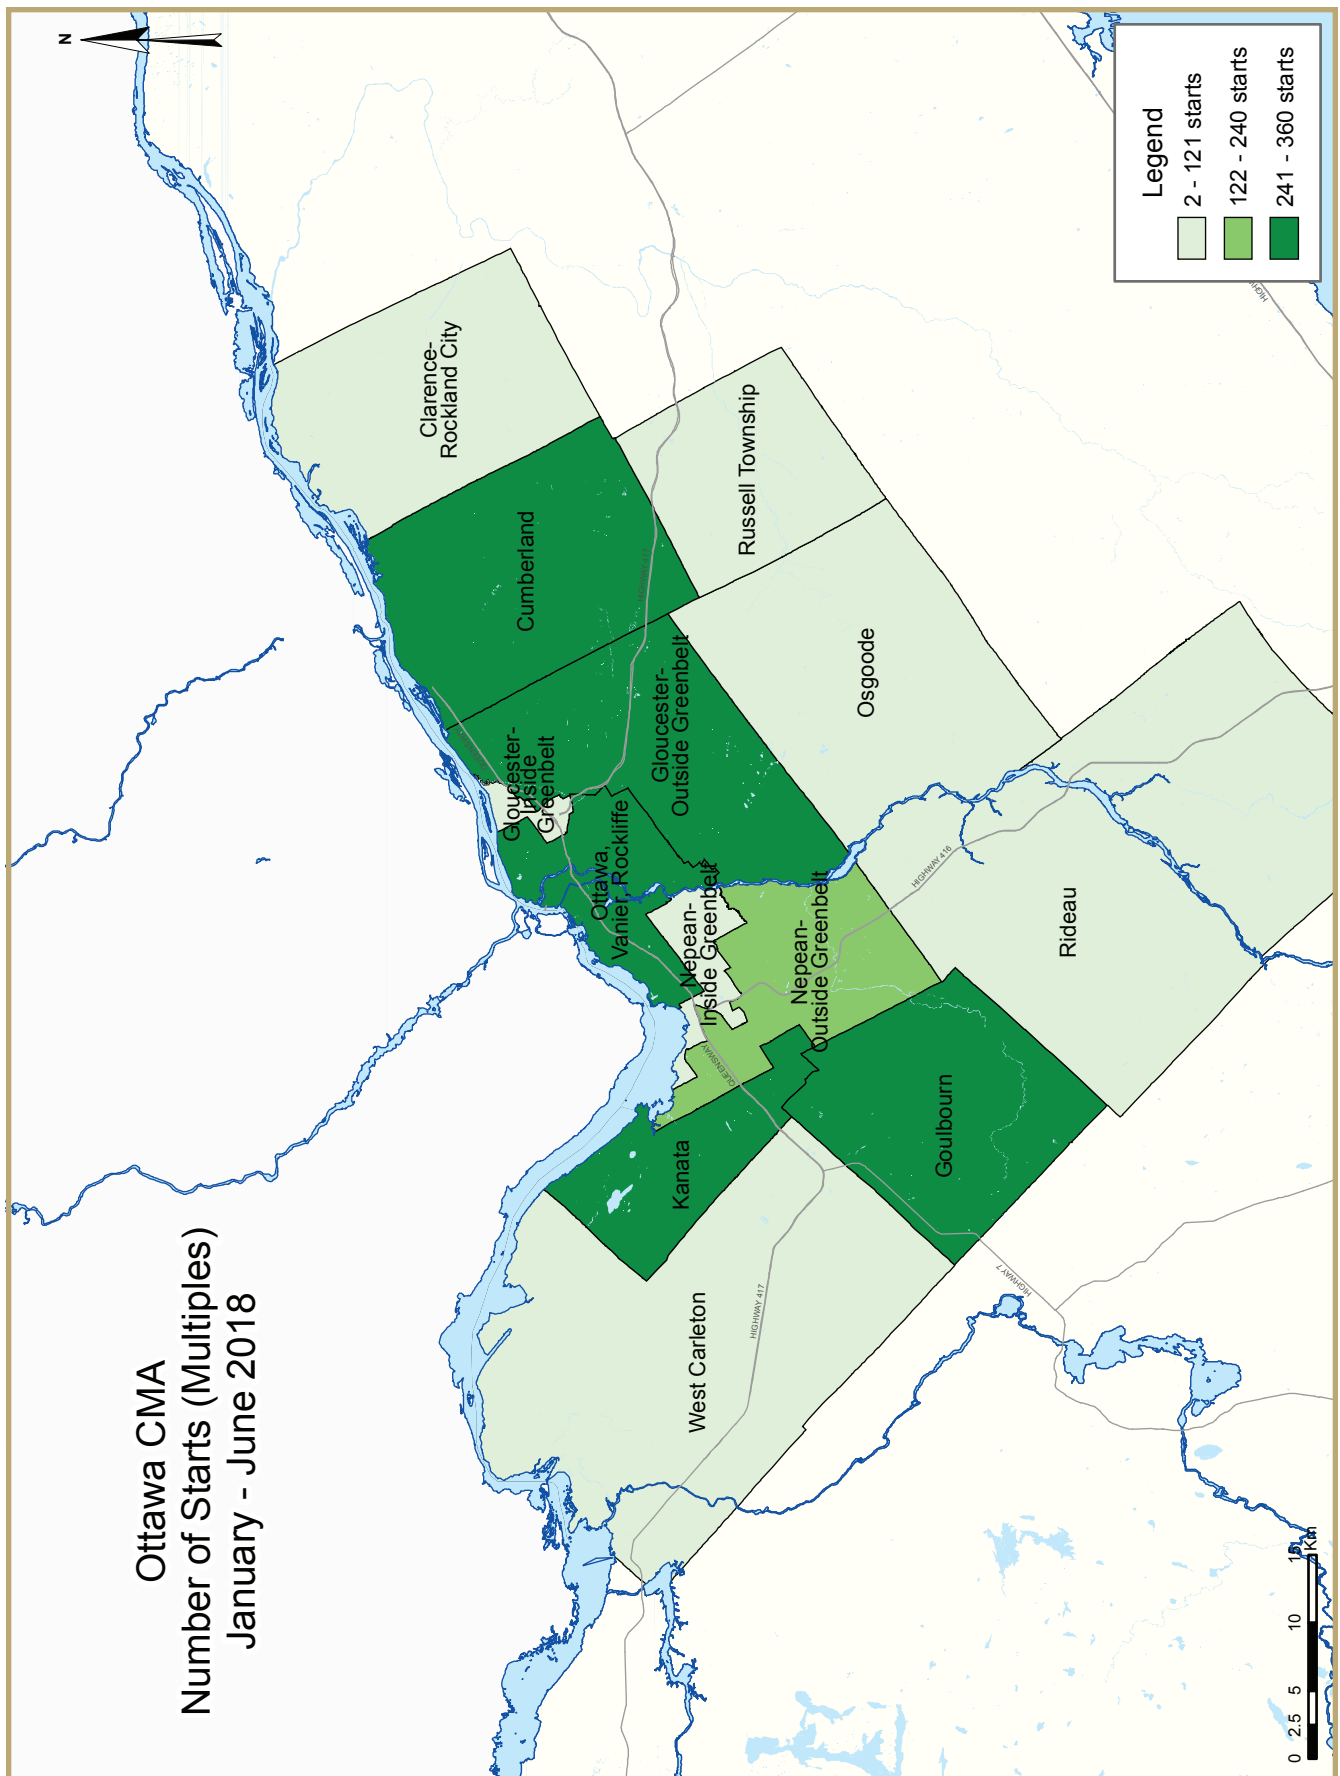 Ottawa CMA
Number of Starts (Multiples)
January - June 2018
N
Legend
2 - 121 starts
122 - 240 starts
241 - 360 starts
Clarence-
Rockland City
Cumberland
Russell Township
Gloucester-
Inside
Greenbelt
Gloucester-
Outside Greenbelt
Osgoode
Ottawa,
Vanier, Rockliffe
Nepean-
Inside Greenbelt
Nepean-
Outside Greenbelt
Rideau
Kanata
Goulbourn
West Carleton
HIGHWAY 417
HIGHWAY 416
QUEENSWAY
HIGHWAY 7
0 2.5 5 10 15
Km